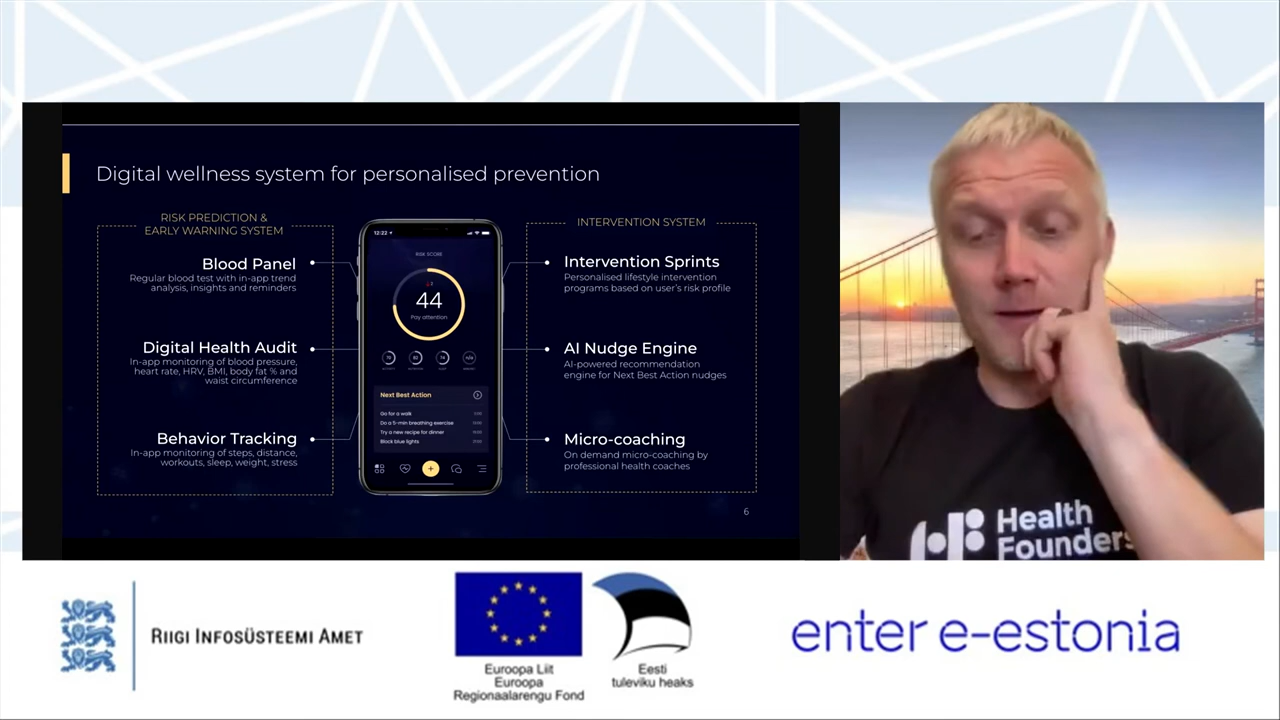 Digital wellness system for personalised prevention
RISK PREDICTION &
EARLY WARNING SYSTEM
Blood Panel
Regular blood test with in-app trend
analysis, insights and reminders
Digital Health Audit
In-app monitoring of blood pressure,
heart rate, HRV, BMI, body fat % and
waist circumference
Behavior Tracking
In-app monitoring of steps, distance,
workouts, sleep, weight, stress
12:22
RISK SCORE
44
Pay attention
Next Best Action
Go for a walk
Do a 5-min breathing exercise
Try a new recipe for dinner
Block blue lights
INTERVENTION SYSTEM
Intervention Sprints
Personalised lifestyle intervention
programs based on user's risk profile
AI Nudge Engine
AI-powered recommendation
engine for Next Best Action nudges
Micro-coaching
On demand micro-coaching by
professional health coaches
6
Health
Founders
RIIGI INFOSÜSTEEMI AMET
Euroopa Liit
Euroopa
Regionaalarengu Fond
Eesti
tuleviku heaks
enter e-estonia